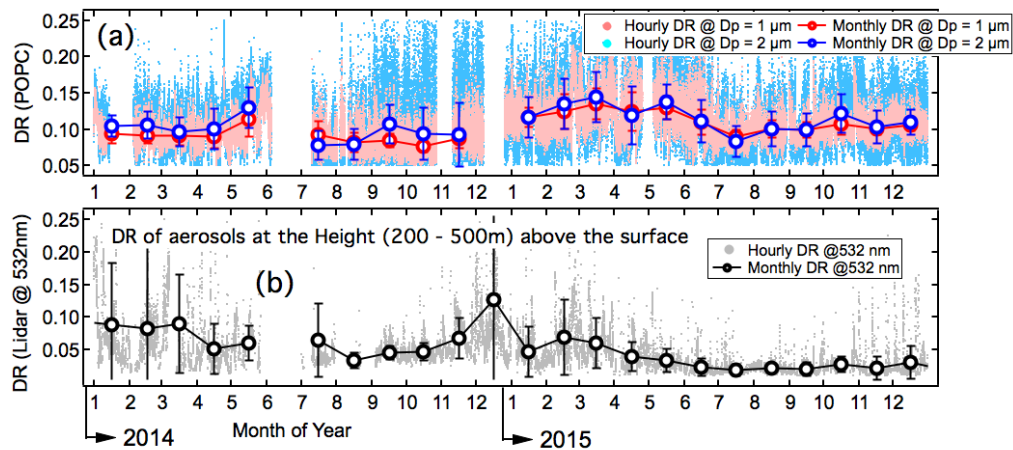 (a)
Hourly DR @ Dp = 1 µm Monthly DR @ Dp = 1 µm
Hourly DR @ Dp = 2 µm Monthly DR @ Dp = 2 µm
DR (POPC)
0.25
0.20
0.15
0.10
0.05
1 2 3 4 5 6 7 8 9 10 11 12 1 2 3 4 5 6 7 8 9 10 11 12
DR of aerosols at the Height (200 - 500m) above the surface
(b)
Hourly DR @532 nm
Monthly DR @532 nm
DR (Lidar @ 532nm)
0.25
0.20
0.15
0.10
0.05
1 2 3 4 5 6 7 8 9 10 11 12 1 2 3 4 5 6 7 8 9 10 11 12
2014 Month of Year 2015